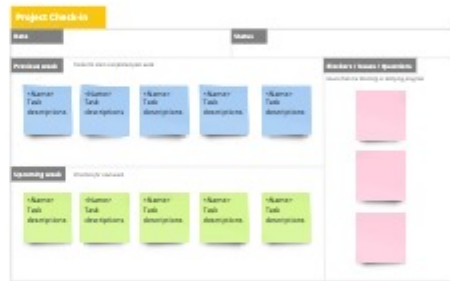 Project Check-in
Date
Status
Previous week
Blockers / Issues / Questions
<Name>
Task
descriptions
<Name>
Task
descriptions
<Name>
Task
descriptions
<Name>
Task
descriptions
<Name>
Task
descriptions
Upcoming week
<Name>
Task
descriptions
<Name>
Task
descriptions
<Name>
Task
descriptions
<Name>
Task
descriptions
<Name>
Task
descriptions